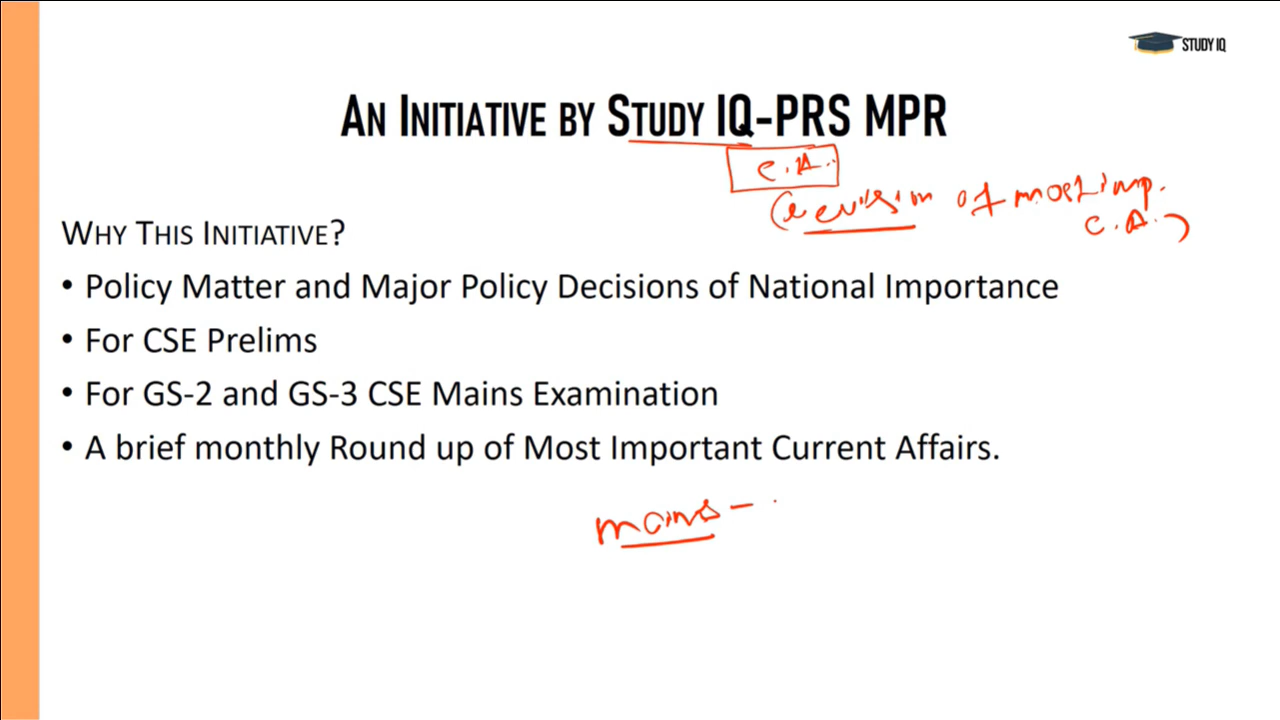 STUDY IQ
AN INITIATIVE BY STUDY IQ-PRS MPR
C.A.
(Revision of most imp.
C.A.)
WHY THIS INITIATIVE?
• Policy Matter and Major Policy Decisions of National Importance
• For CSE Prelims
• For GS-2 and GS-3 CSE Mains Examination
• A brief monthly Round up of Most Important Current Affairs.
mains -